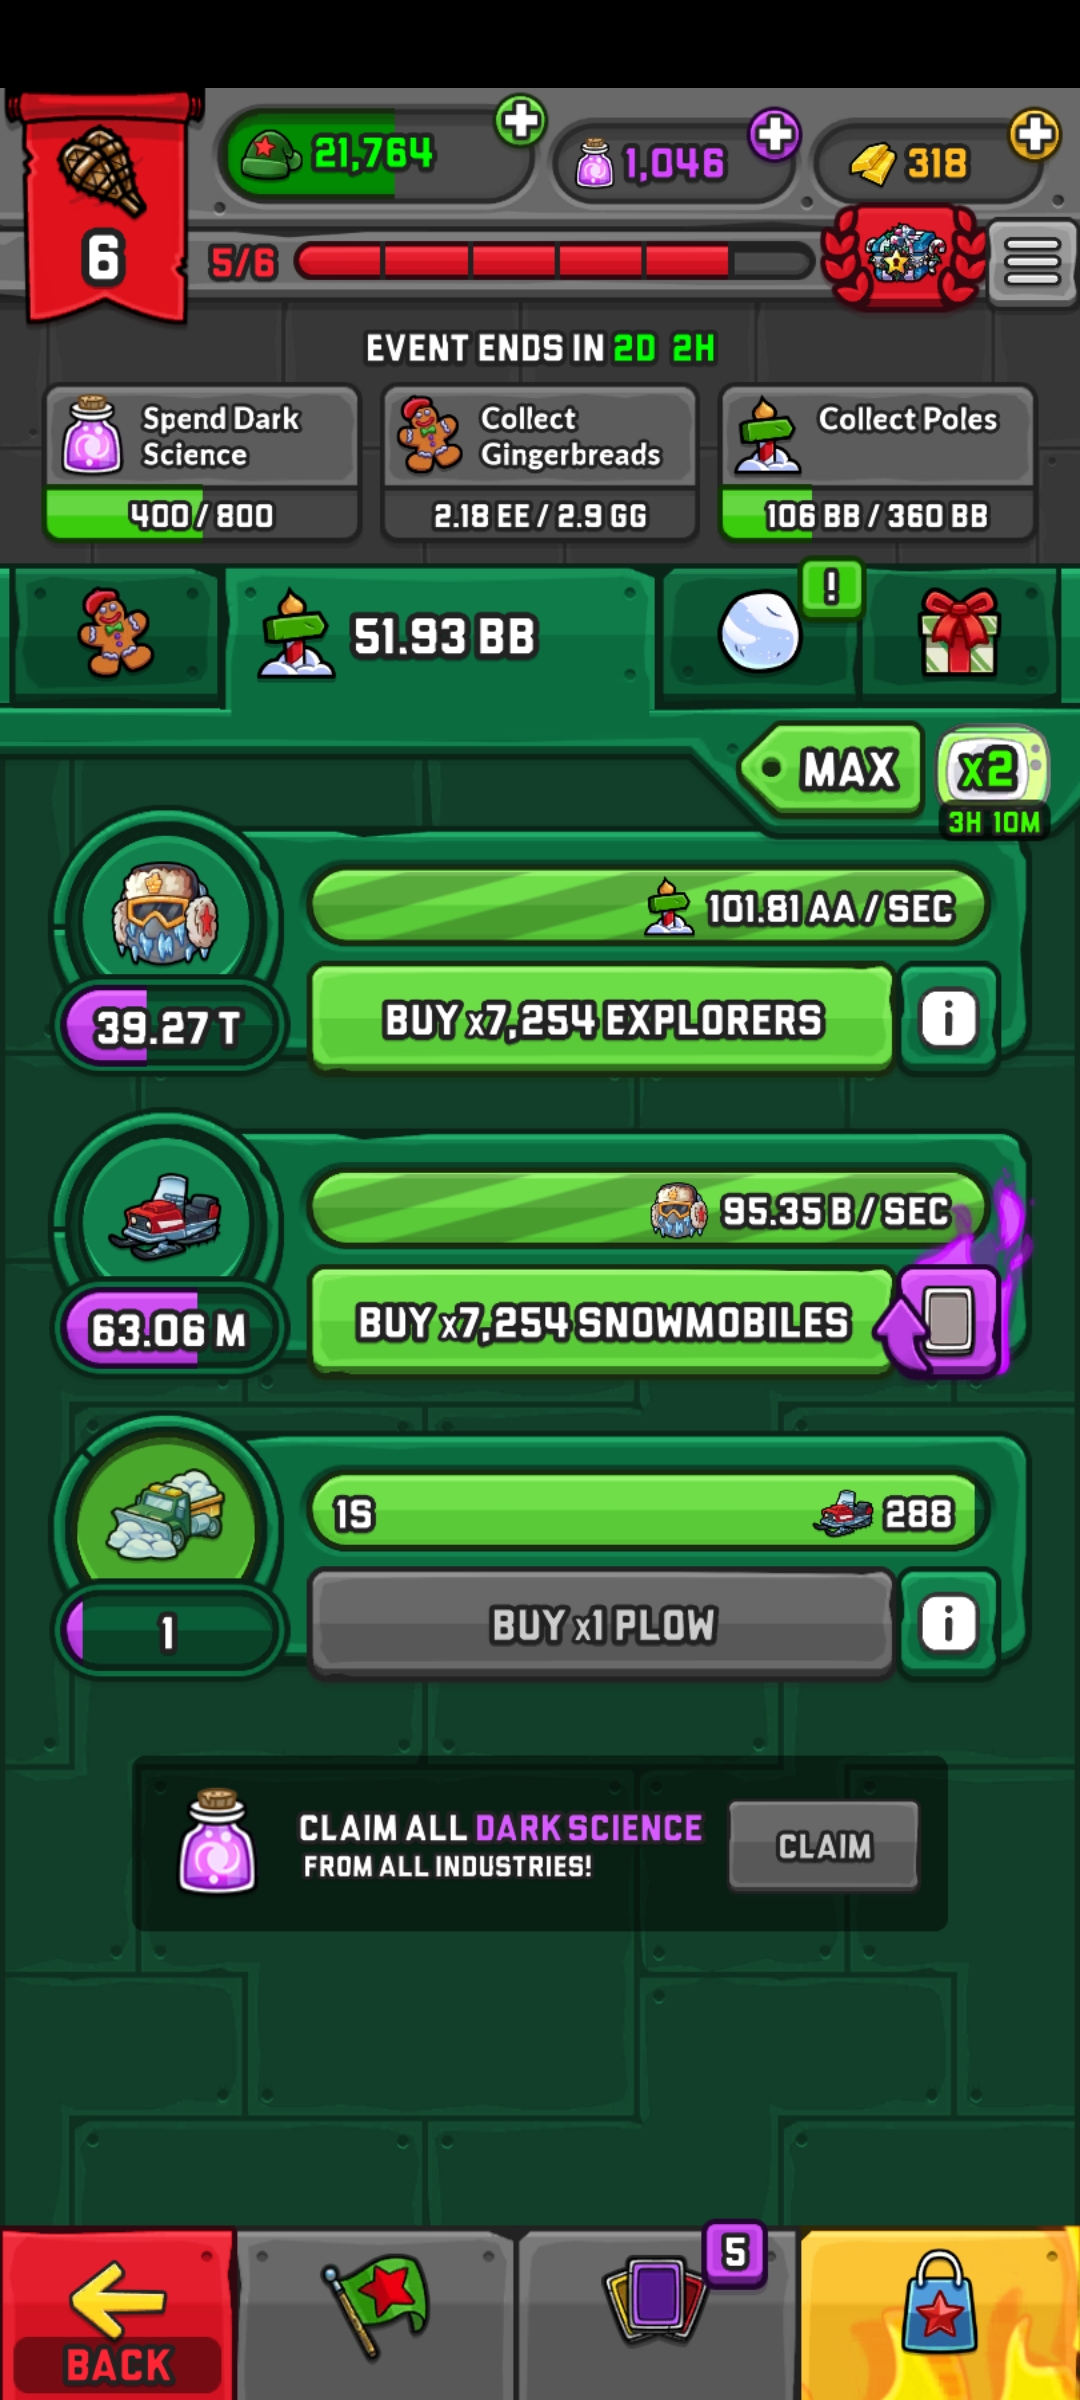 21,764
1,046
318
6
5/6
EVENT ENDS IN 2D 2H
Spend Dark
Science
400 / 800
Collect
Gingerbreads
2.18 EE / 2.9 GG
Collect Poles
106 BB / 360 BB
51.93 BB
!
MAX
x2
3H 10M
101.81 AA / SEC
39.27 T
BUY x7,254 EXPLORERS
i
95.35 B / SEC
63.06 M
BUY x7,254 SNOWMOBILES
1S
288
1
BUY x1 PLOW
i
CLAIM ALL DARK SCIENCE
FROM ALL INDUSTRIES!
CLAIM
5
BACK